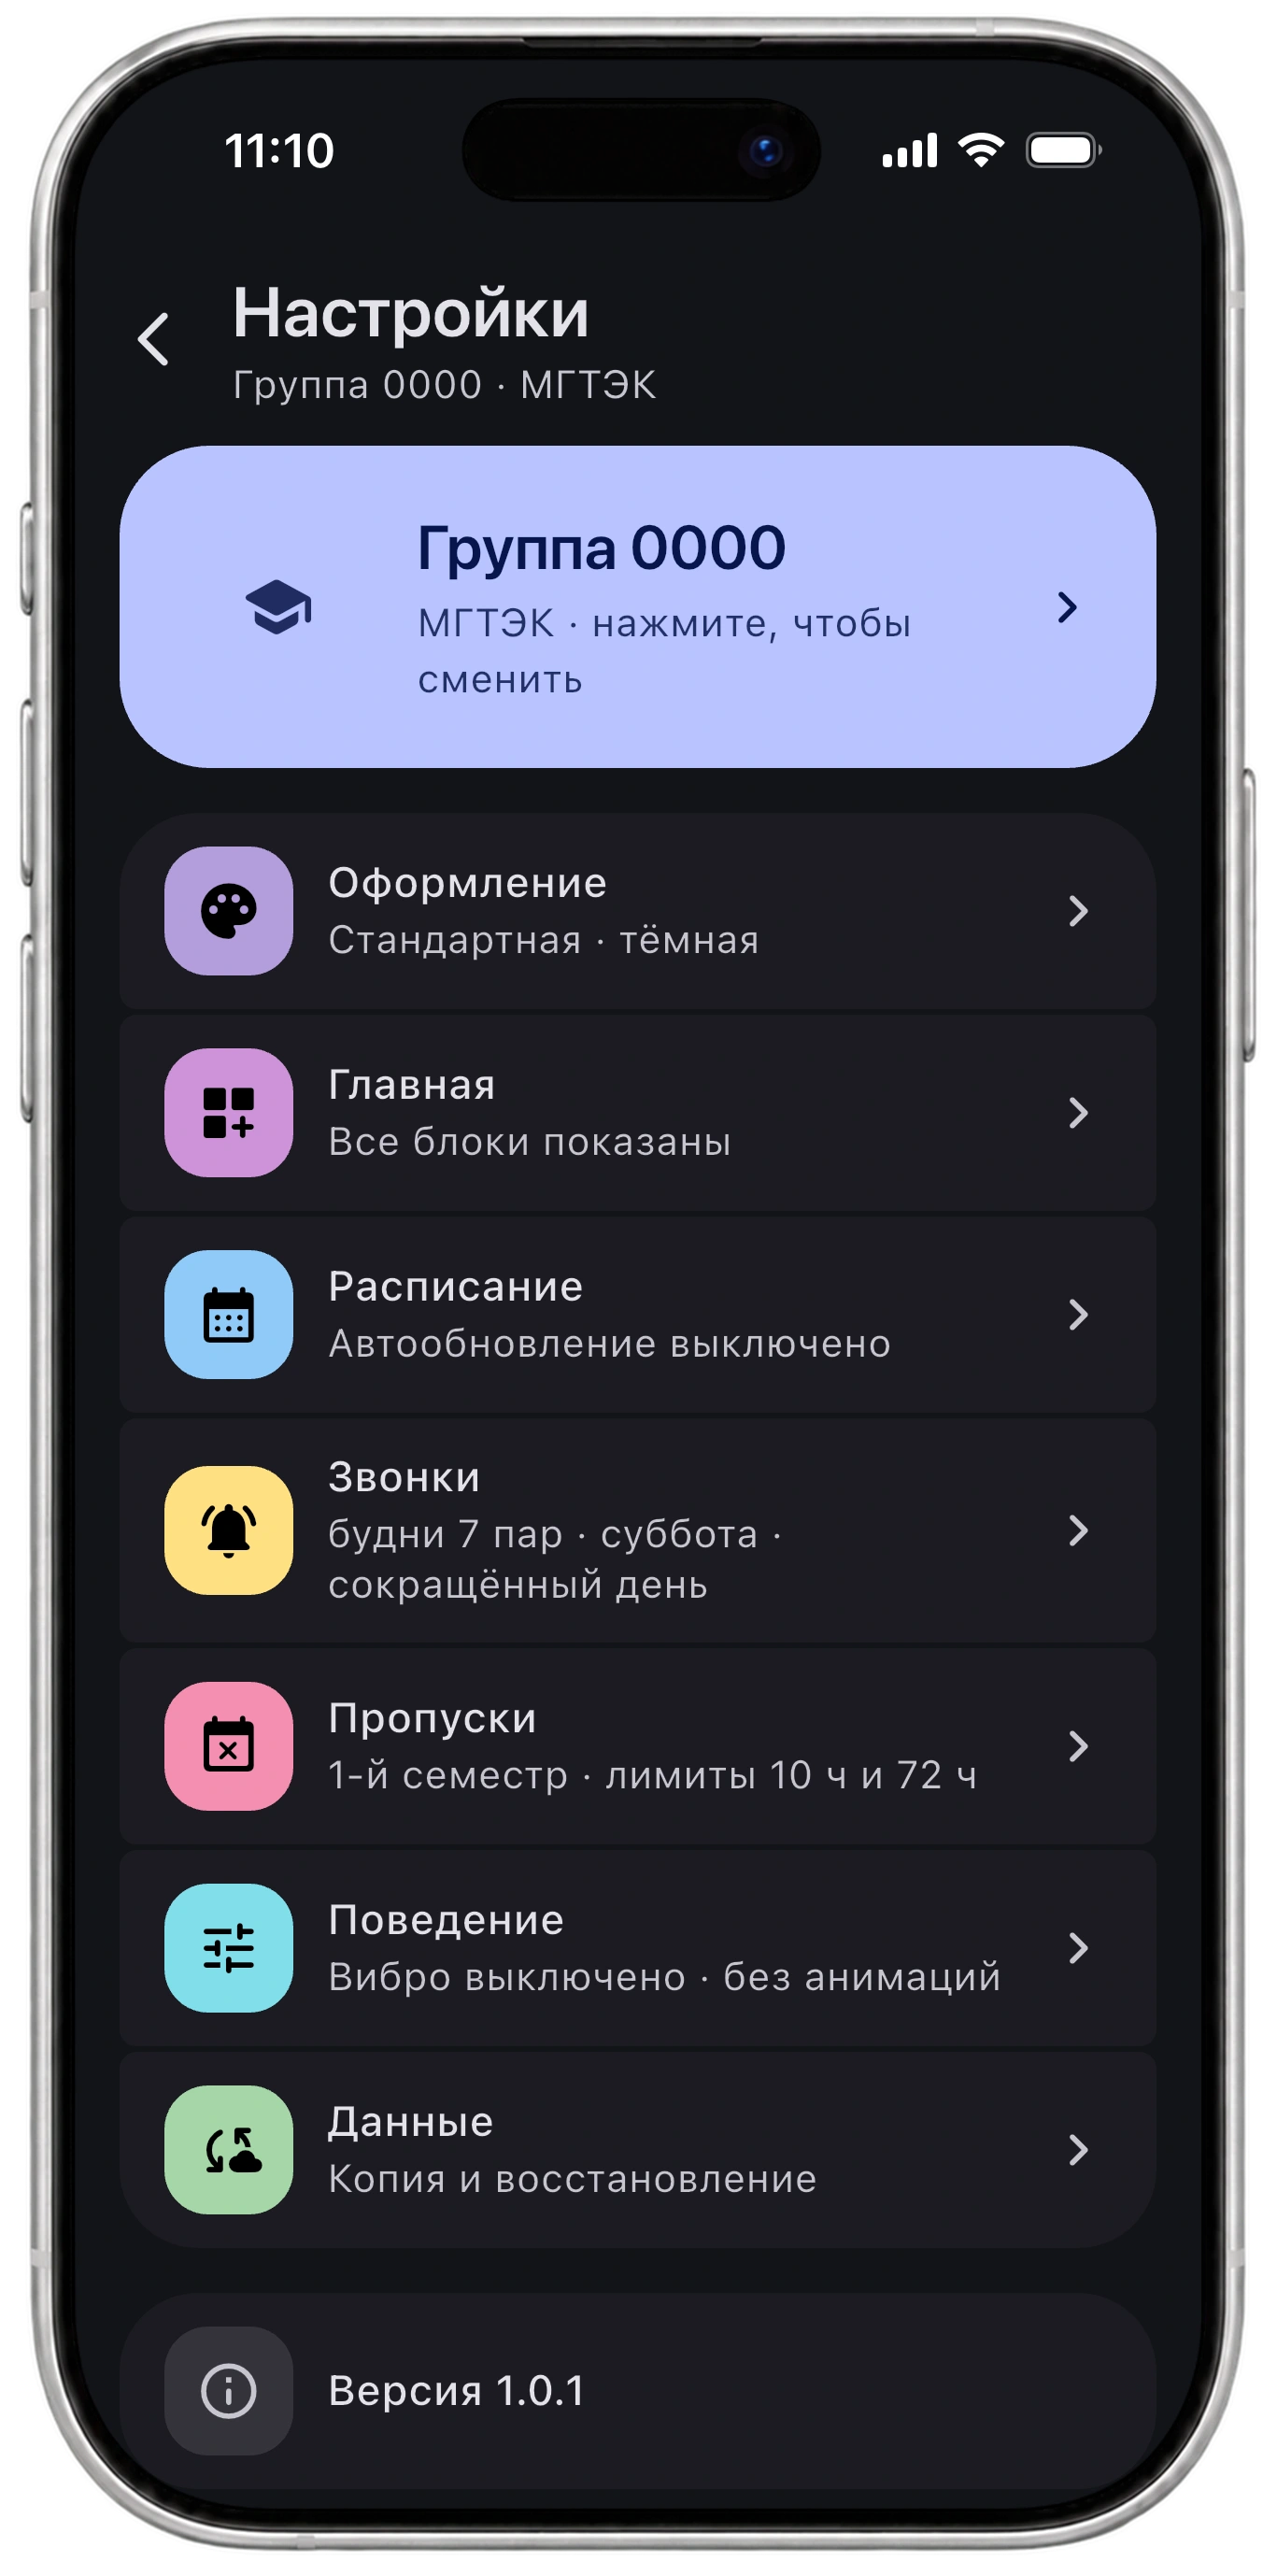 11:10
Настройки
Группа 0000 · МГТЭК
Группа 0000
МГТЭК · нажмите, чтобы
сменить
Оформление
Стандартная · тёмная
Главная
Все блоки показаны
Расписание
Автообновление выключено
Звонки
будни 7 пар · суббота ·
сокращённый день
Пропуски
1-й семестр · лимиты 10 ч и 72 ч
Поведение
Вибро выключено · без анимаций
Данные
Копия и восстановление
Версия 1.0.1